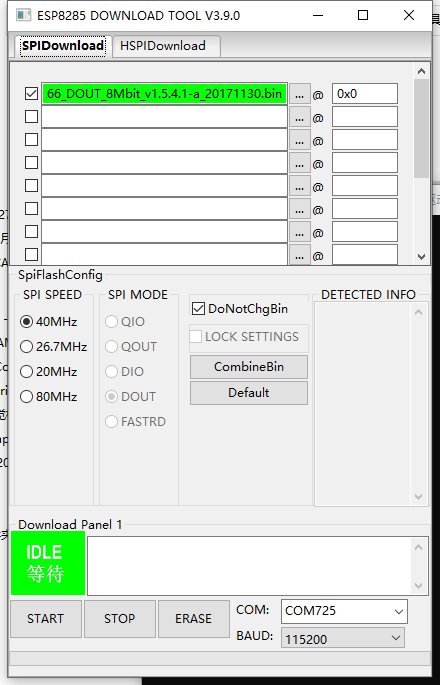 ESP8285 DOWNLOAD TOOL V3.9.0
SPIDownload HSPIDownload
66_DOUT_8Mbit_v1.5.4.1-a_20171130.bin ... @ 0x0
... @
... @
... @
... @
... @
... @
... @
SpiFlashConfig
SPI SPEED
40MHz
26.7MHz
20MHz
80MHz
SPI MODE
QIO
QOUT
DIO
DOUT
FASTRD
DoNotChgBin
LOCK SETTINGS
CombineBin
Default
DETECTED INFO
Download Panel 1
IDLE
等待
START STOP ERASE
COM: COM725
BAUD: 115200